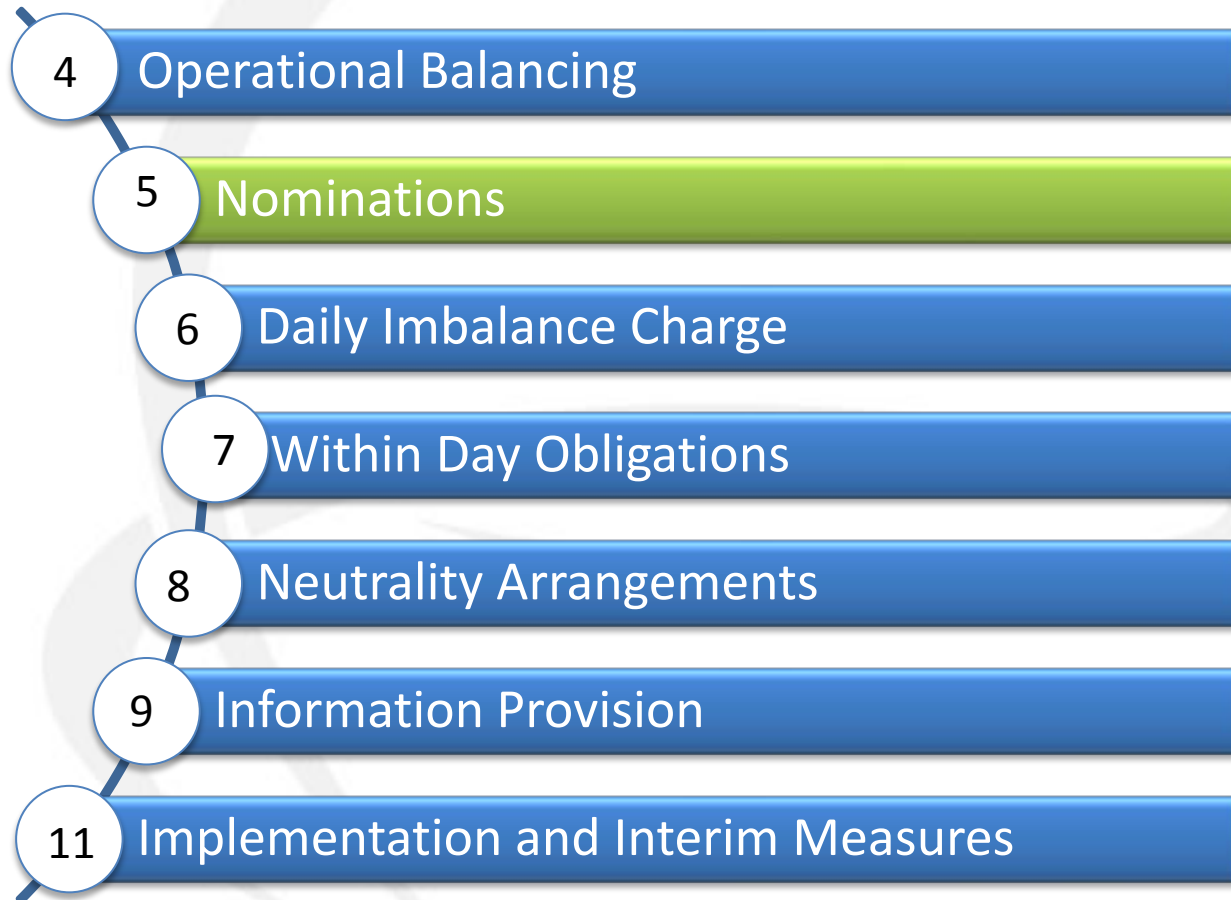 4 Operational Balancing
5 Nominations
6 Daily Imbalance Charge
7 Within Day Obligations
8 Neutrality Arrangements
9 Information Provision
11 Implementation and Interim Measures